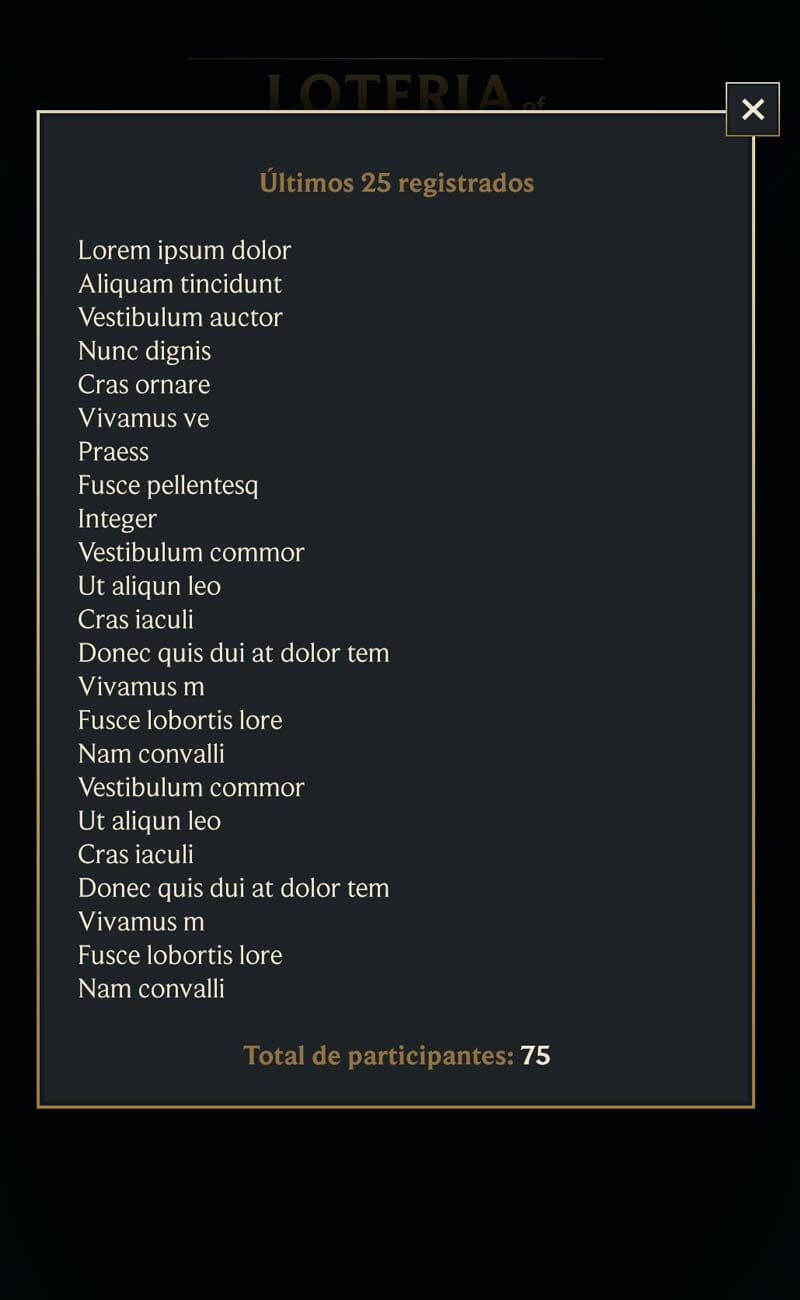 LOTERIA of
Últimos 25 registrados
Lorem ipsum dolor
Aliquam tincidunt
Vestibulum auctor
Nunc dignis
Cras ornare
Vivamus ve
Praess
Fusce pellentesq
Integer
Vestibulum commor
Ut aliqun leo
Cras iaculi
Donec quis dui at dolor tem
Vivamus m
Fusce lobortis lore
Nam convalli
Vestibulum commor
Ut aliqun leo
Cras iaculi
Donec quis dui at dolor tem
Vivamus m
Fusce lobortis lore
Nam convalli
Total de participantes: 75